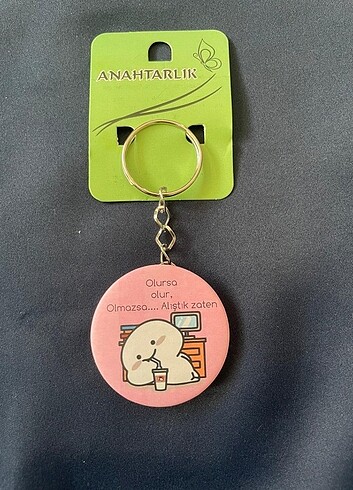 ANAHTARLIK
Olursa
olur,
Olmazsa.... Alıştık zaten